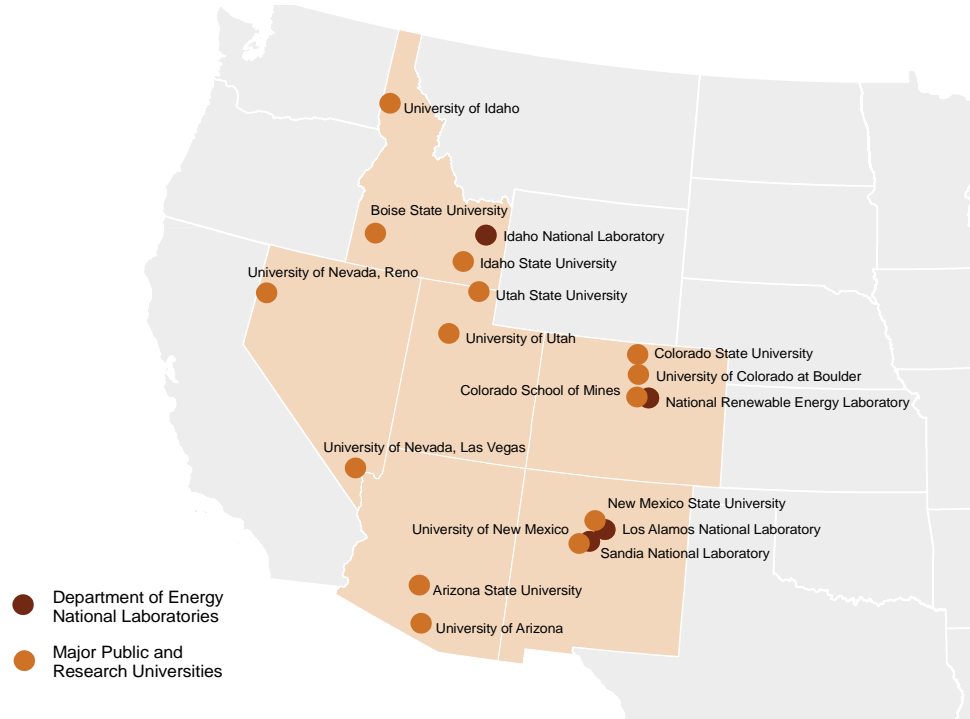 University of Idaho
Boise State University
Idaho National Laboratory
Idaho State University
University of Nevada, Reno
Utah State University
University of Utah
Colorado State University
University of Colorado at Boulder
Colorado School of Mines
National Renewable Energy Laboratory
University of Nevada, Las Vegas
New Mexico State University
University of New Mexico
Los Alamos National Laboratory
Sandia National Laboratory
Arizona State University
University of Arizona
Department of Energy
National Laboratories
Major Public and
Research Universities